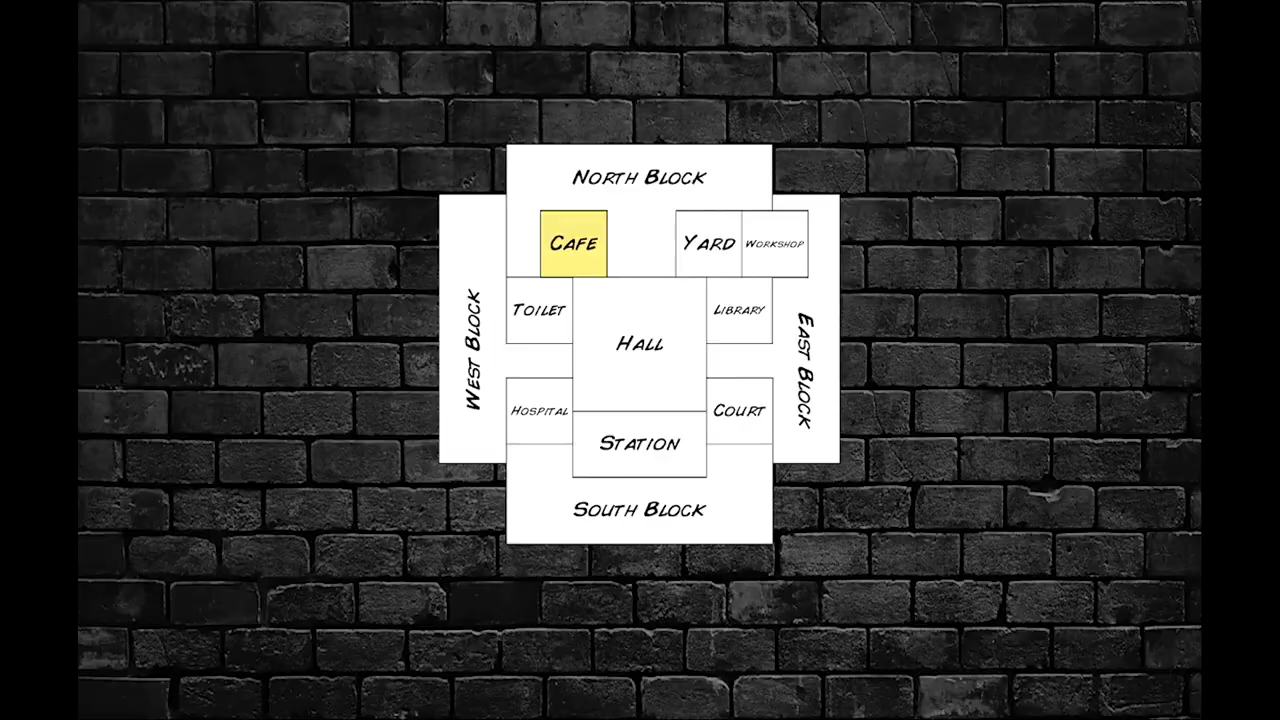 North Block
Cafe
Yard
Workshop
Toilet
Library
West Block
Hall
East Block
Hospital
Court
Station
South Block